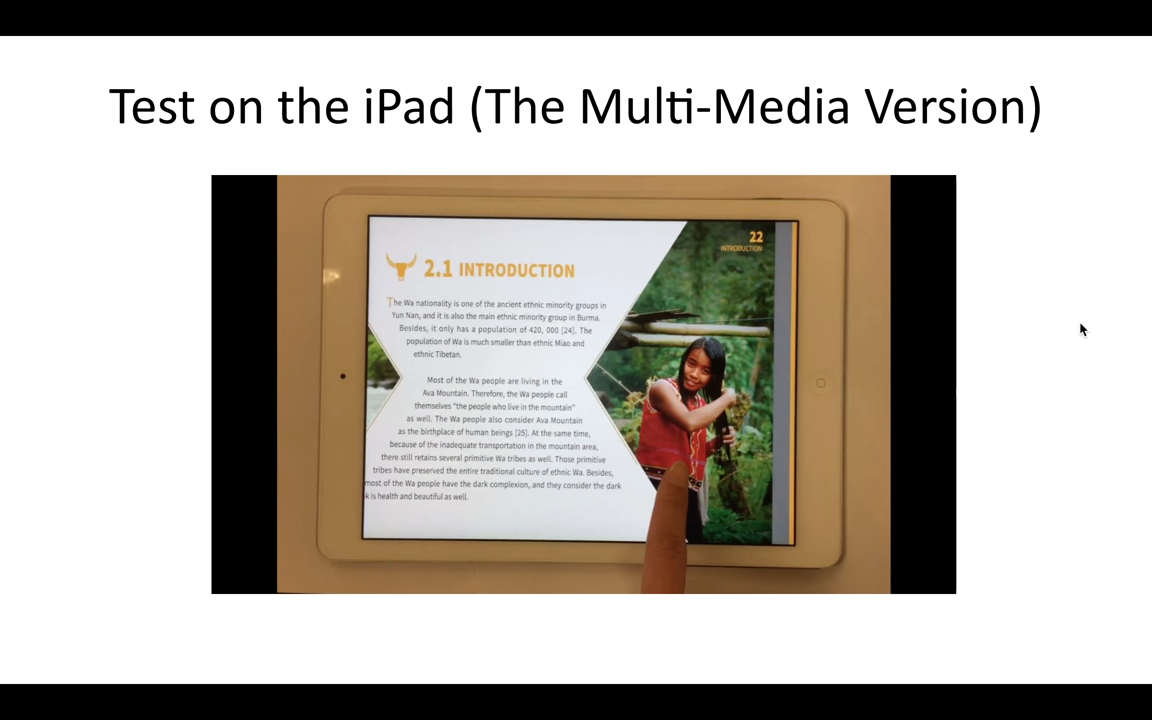 Test on the iPad (The Multi-Media Version)
22
INTRODUCTION
2.1 INTRODUCTION
The Wa nationality is one of the ancient ethnic minority groups in
Yun Nan, and it is also the main ethnic minority group in Burma.
Besides, it only has a population of 420, 000 [24]. The
population of Wa is much smaller than ethnic Miao and
ethnic Tibetan.
Most of the Wa people are living in the
Ava Mountain. Therefore, the Wa people call
themselves "the people who live in the mountain"
as well. The Wa people also consider Ava Mountain
as the birthplace of human beings [25]. At the same time,
because of the inadequate transportation in the mountain area,
there still retains several primitive Wa tribes as well. Those primitive
tribes have preserved the entire traditional culture of ethnic Wa. Besides,
most of the Wa people have the dark complexion, and they consider the dark
k is health and beautiful as well.